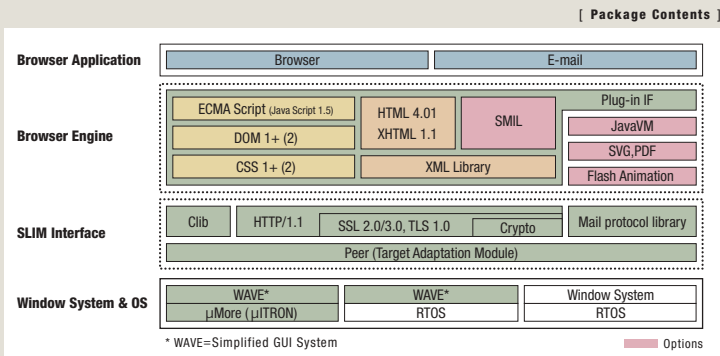 [ Package Contents ]
Browser Application
Browser
E-mail
Browser Engine
ECMA Script (Java Script 1.5)
DOM 1+ (2)
CSS 1+ (2)
HTML 4.01
XHTML 1.1
SMIL
XML Library
Plug-in IF
JavaVM
SVG,PDF
Flash Animation
SLIM Interface
Clib
HTTP/1.1
SSL 2.0/3.0, TLS 1.0
Crypto
Mail protocol library
Peer (Target Adaptation Module)
Window System & OS
WAVE*
WAVE*
Window System
µMore (µITRON)
RTOS
RTOS
* WAVE=Simplified GUI System
Options